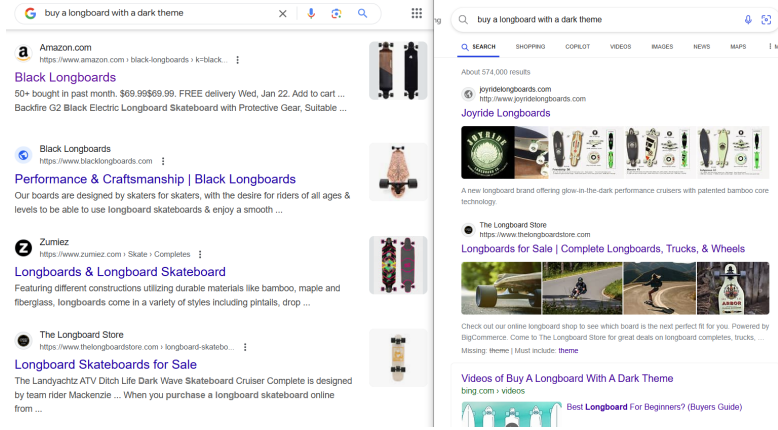 buy a longboard with a dark theme
Amazon.com
https://www.amazon.com › black-longboards › k=black...
Black Longboards
50+ bought in past month. $69.99$69.99. FREE delivery Wed, Jan 22. Add to cart ...
Backfire G2 Black Electric Longboard Skateboard with Protective Gear, Suitable ...
Black Longboards
https://www.blacklongboards.com
Performance & Craftsmanship | Black Longboards
Our boards are designed by skaters for skaters, with the desire for riders of all ages &
levels to be able to use longboard skateboards & enjoy a smooth ...
Zumiez
https://www.zumiez.com › Skate › Completes
Longboards & Longboard Skateboard
Featuring different constructions utilizing durable materials like bamboo, maple and
fiberglass, longboards come in a variety of styles including pintails, drop ...
The Longboard Store
https://www.thelongboardstore.com › longboard-skatebo...
Longboard Skateboards for Sale
The Landyachtz ATV Ditch Life Dark Wave Skateboard Cruiser Complete is designed
by team rider Mackenzie ... When you purchase a longboard skateboard online
from ...
buy a longboard with a dark theme
SEARCH SHOPPING COPILOT VIDEOS IMAGES NEWS MAPS
About 574,000 results
joyridelongboards.com
http://www.joyridelongboards.com
Joyride Longboards
JOYRIDE
A new longboard brand offering glow-in-the-dark performance cruisers with patented bamboo core
technology.
The Longboard Store
https://www.thelongboardstore.com
Longboards for Sale | Complete Longboards, Trucks, & Wheels
ARBOR
Check out our online longboard shop to see which board is the next perfect fit for you. Powered by
BigCommerce. Come to The Longboard Store for great deals on longboard completes, trucks, ...
Missing: theme | Must include: theme
Videos of Buy A Longboard With A Dark Theme
bing.com › videos
Best Longboard For Beginners? (Buyers Guide)